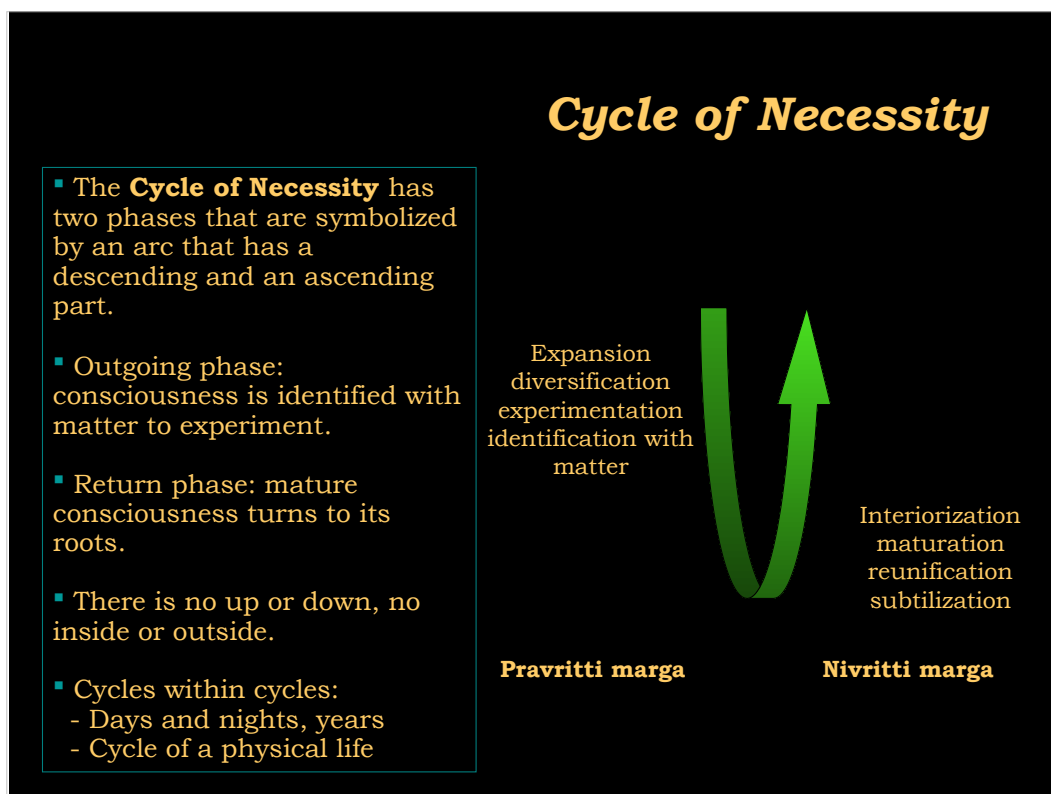 Cycle of Necessity
▪ The Cycle of Necessity has
two phases that are symbolized
by an arc that has a
descending and an ascending
part.
▪ Outgoing phase:
consciousness is identified with
matter to experiment.
▪ Return phase: mature
consciousness turns to its
roots.
▪ There is no up or down, no
inside or outside.
▪ Cycles within cycles:
- Days and nights, years
- Cycle of a physical life
Expansion
diversification
experimentation
identification with
matter
Interiorization
maturation
reunification
subtilization
Pravritti marga
Nivritti marga